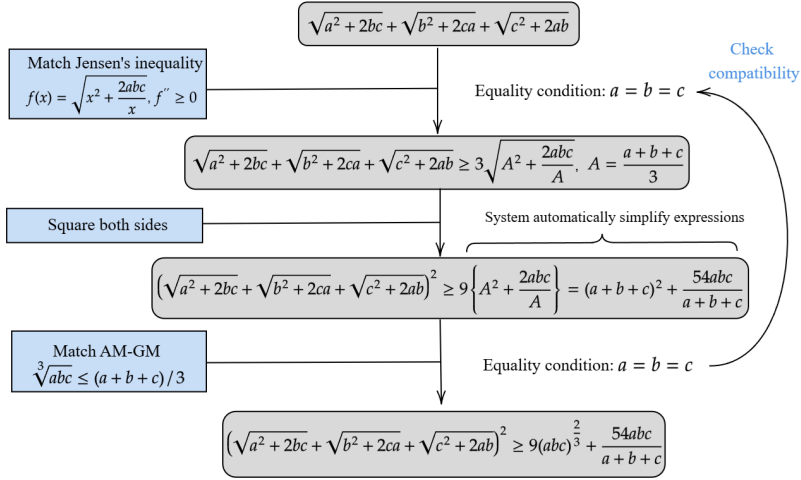 √(a² + 2bc) + √(b² + 2ca) + √(c² + 2ab)
Check
compatibility
Match Jensen's inequality
f(x) = √(x² + 2abc/x), f'' ≥ 0
Equality condition: a = b = c
√(a² + 2bc) + √(b² + 2ca) + √(c² + 2ab) ≥ 3√(A² + 2abc/A), A = (a + b + c)/3
Square both sides
System automatically simplify expressions
(√(a² + 2bc) + √(b² + 2ca) + √(c² + 2ab))² ≥ 9{A² + 2abc/A} = (a + b + c)² + 54abc/(a + b + c)
Match AM-GM
∛(abc) ≤ (a + b + c)/3
Equality condition: a = b = c
(√(a² + 2bc) + √(b² + 2ca) + √(c² + 2ab))² ≥ 9(abc)^(2/3) + 54abc/(a + b + c)